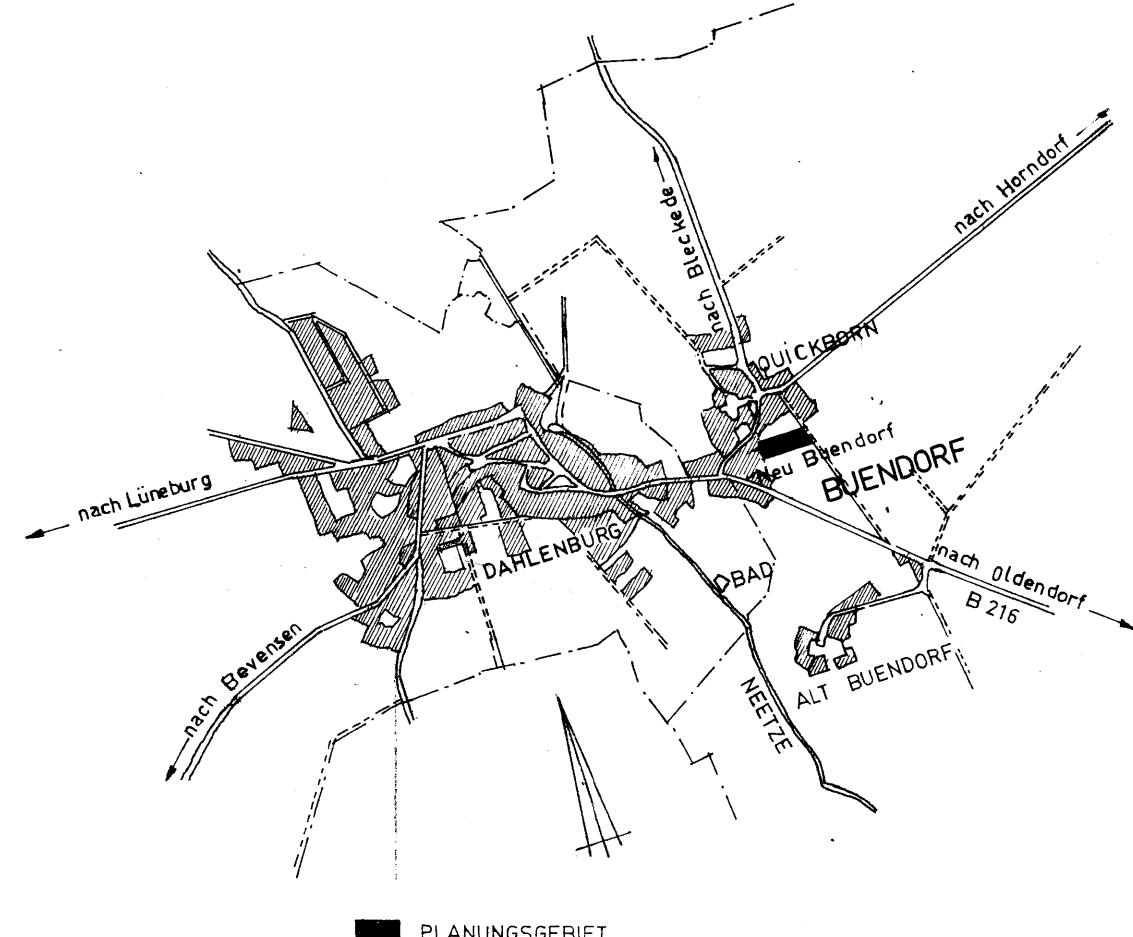 nach Horndorf
nach Bleckede
QUICKBORN
Neu Buendorf
BUENDORF
nach Lüneburg
DAHLENBURG
BAD
nach Oldendorf
B 216
nach Bevensen
ALT BUENDORF
NEETZE
PLANUNGSGEBIET